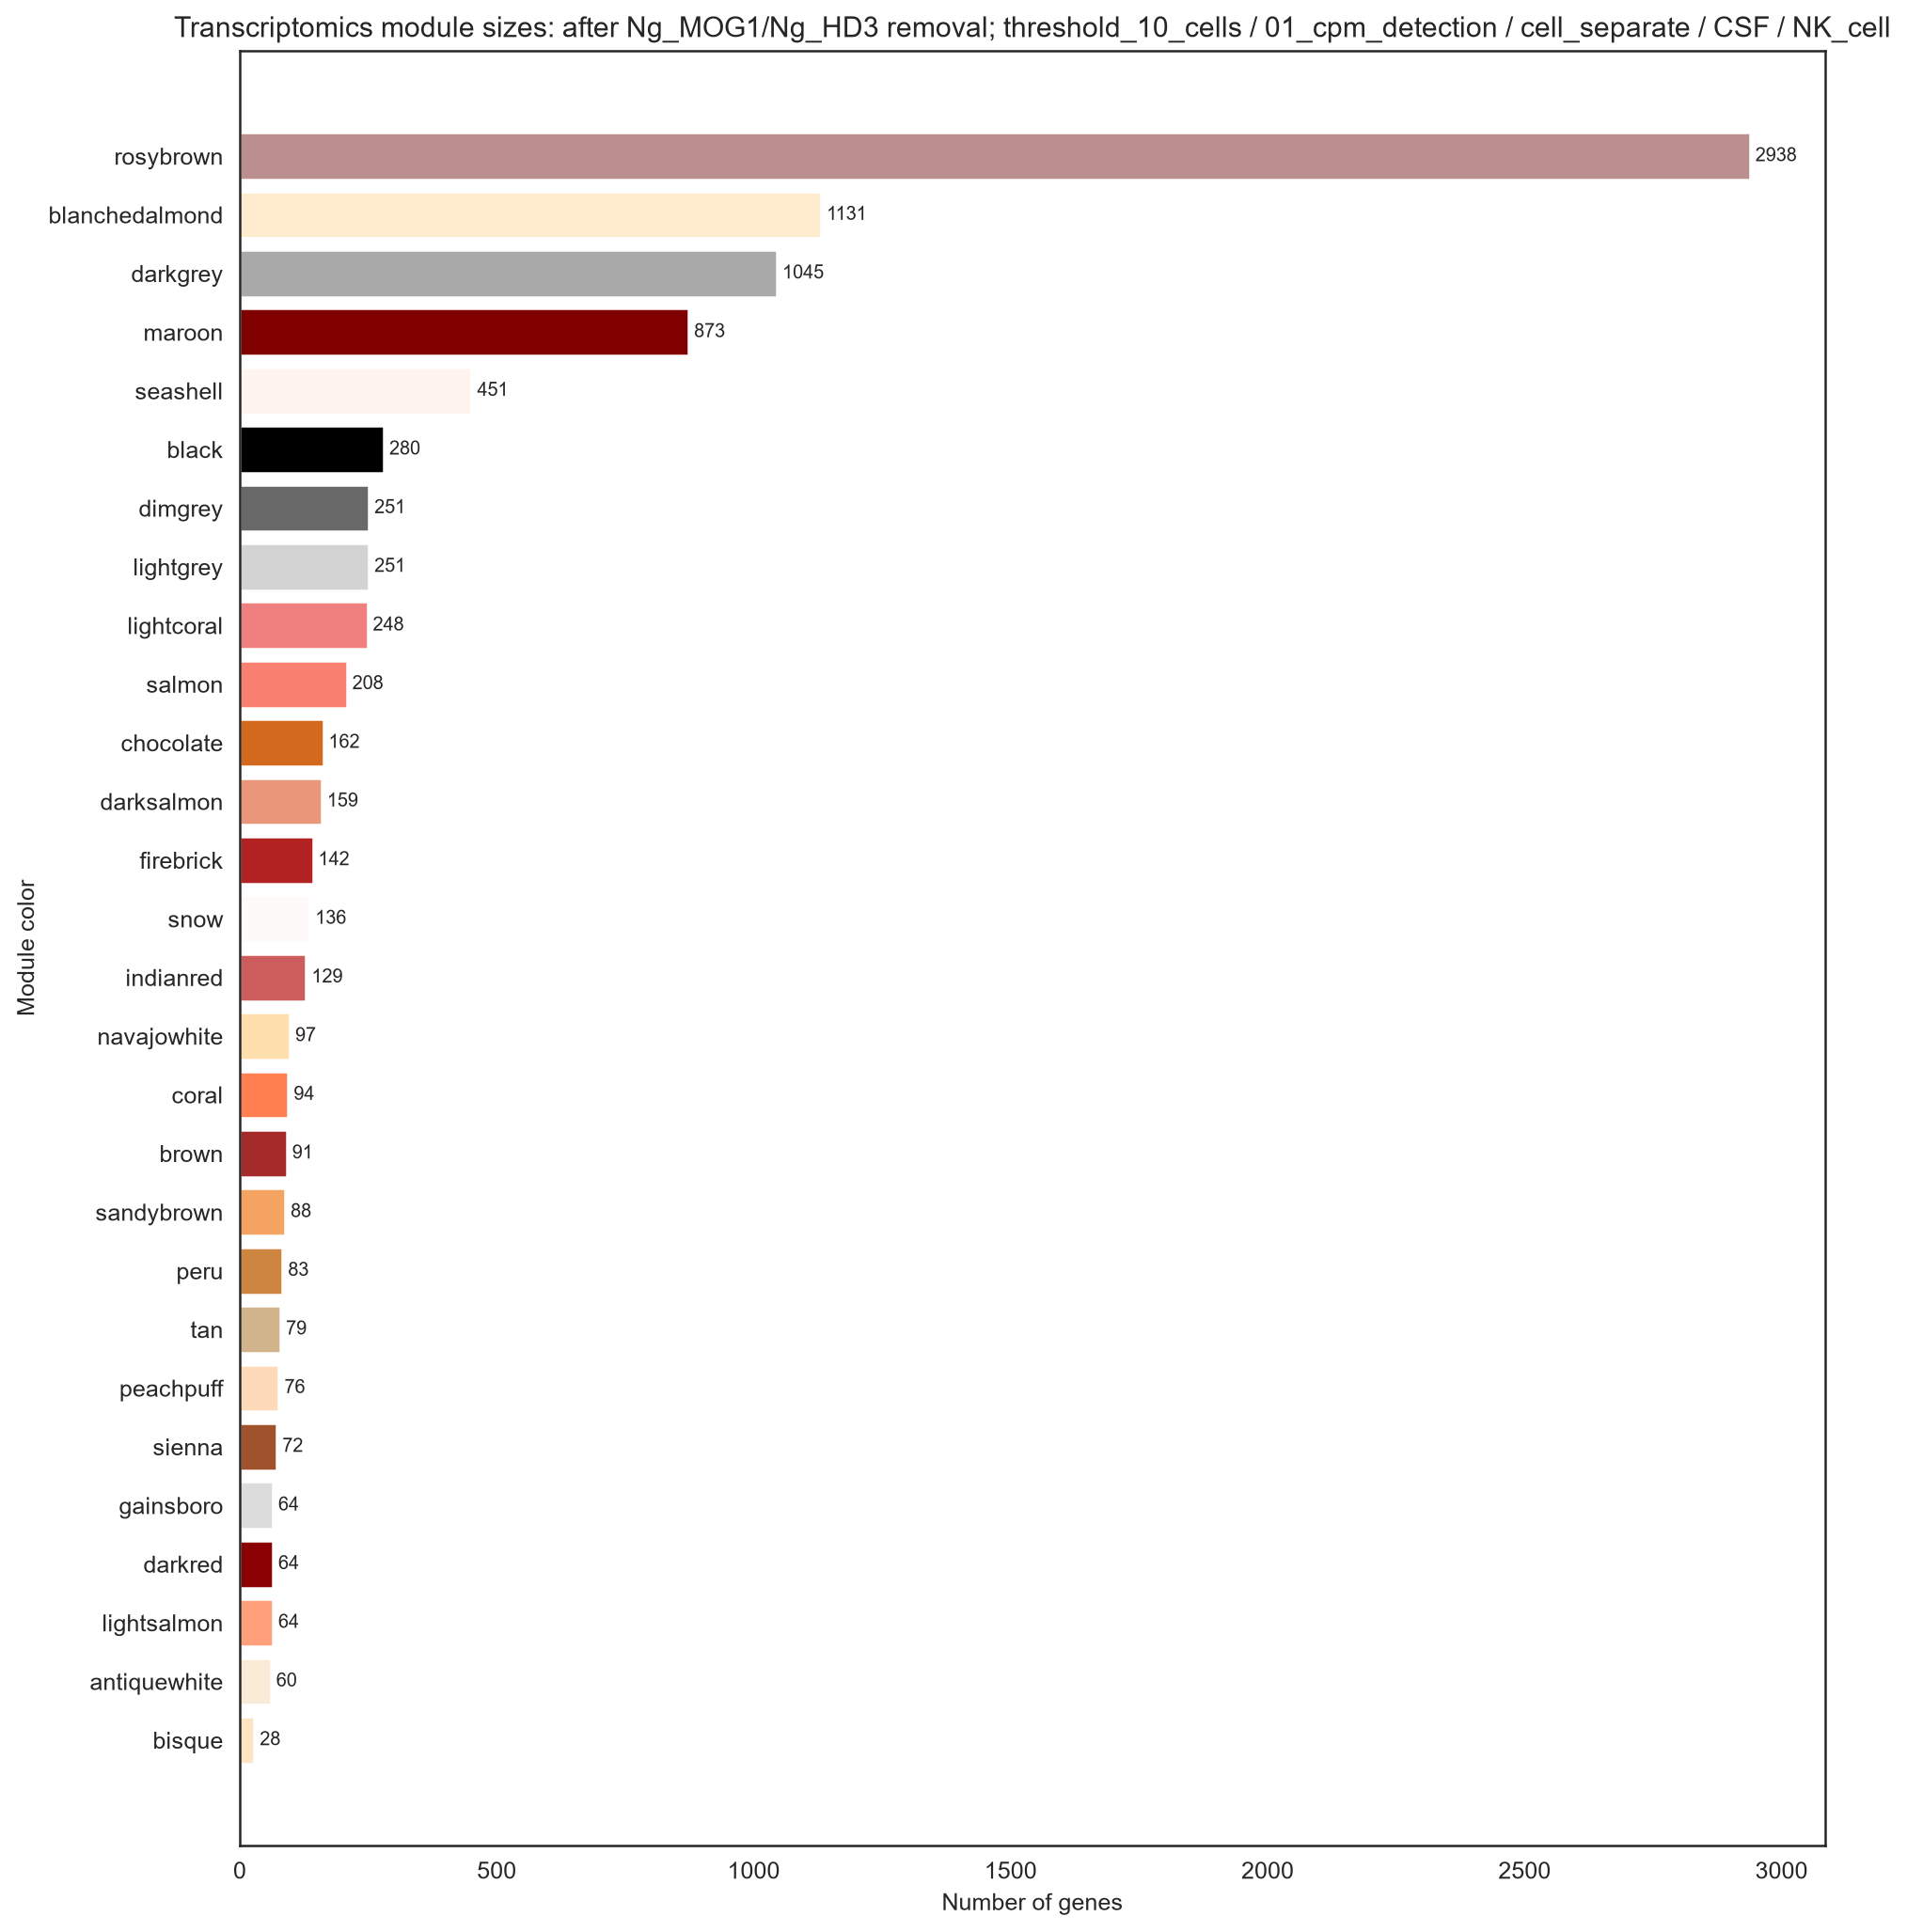 Transcriptomics module sizes: after Ng_MOG1/Ng_HD3 removal; threshold_10_cells / 01_cpm_detection / cell_separate / CSF / NK_cell
rosybrown 2938
blanchedalmond 1131
darkgrey 1045
maroon 873
seashell 451
black 280
dimgrey 251
lightgrey 251
lightcoral 248
salmon 208
chocolate 162
darksalmon 159
firebrick 142
snow 136
indianred 129
navajowhite 97
coral 94
brown 91
sandybrown 88
peru 83
tan 79
peachpuff 76
sienna 72
gainsboro 64
darkred 64
lightsalmon 64
antiquewhite 60
bisque 28
Module color
0 500 1000 1500 2000 2500 3000
Number of genes